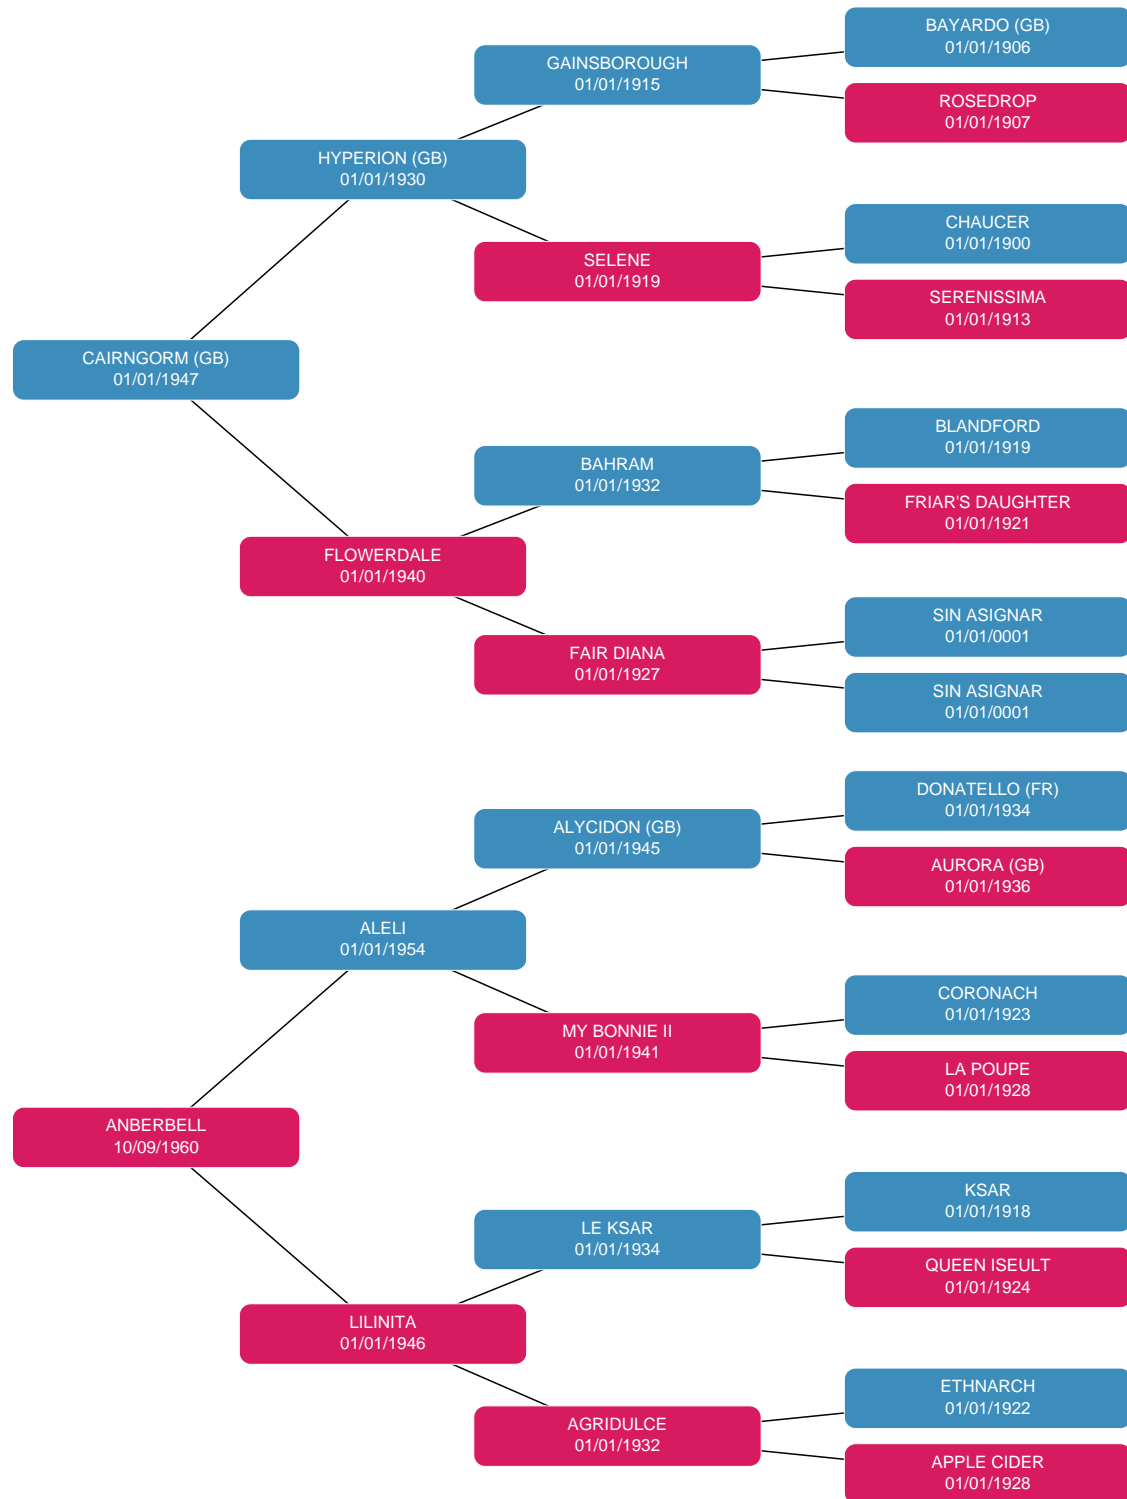 BAYARDO (GB)
01/01/1906
GAINSBOROUGH
01/01/1915
ROSEDROP
01/01/1907
HYPERION (GB)
01/01/1930
CHAUCER
01/01/1900
SELENE
01/01/1919
SERENISSIMA
01/01/1913
CAIRNGORM (GB)
01/01/1947
BLANDFORD
01/01/1919
BAHRAM
01/01/1932
FRIAR'S DAUGHTER
01/01/1921
FLOWERDALE
01/01/1940
SIN ASIGNAR
01/01/0001
FAIR DIANA
01/01/1927
SIN ASIGNAR
01/01/0001
DONATELLO (FR)
01/01/1934
ALYCIDON (GB)
01/01/1945
AURORA (GB)
01/01/1936
ALELI
01/01/1954
CORONACH
01/01/1923
MY BONNIE II
01/01/1941
LA POUPE
01/01/1928
ANBERBELL
10/09/1960
KSAR
01/01/1918
LE KSAR
01/01/1934
QUEEN ISEULT
01/01/1924
LILINITA
01/01/1946
ETHNARCH
01/01/1922
AGRIDULCE
01/01/1932
APPLE CIDER
01/01/1928